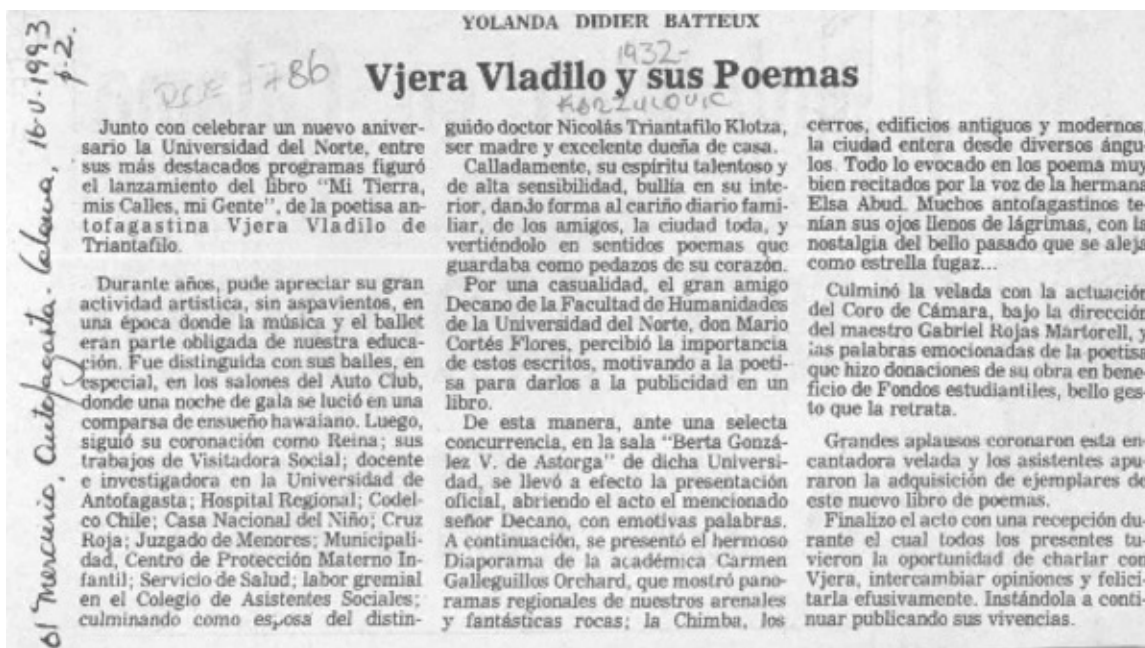 YOLANDA DIDIER BATTEUX
Vjera Vladilo y sus Poemas
1932-
786
El Mercurio, Antofagasta-Calama, 16-V-1993
p. 2.
Junto con celebrar un nuevo aniver-
sario la Universidad del Norte, entre
sus más destacados programas figuró
el lanzamiento del libro "Mi Tierra,
mis Calles, mi Gente", de la poetisa an-
tofagastina Vjera Vladilo de
Triantafilo.
Durante años, pude apreciar su gran
actividad artística, sin aspavientos, en
una época donde la música y el ballet
eran parte obligada de nuestra educa-
ción. Fue distinguida con sus bailes, en
especial, en los salones del Auto Club,
donde una noche de gala se lució en una
comparsa de ensueño hawaiano. Luego,
siguió su coronación como Reina; sus
trabajos de Visitadora Social; docente
e investigadora en la Universidad de
Antofagasta; Hospital Regional; Codel-
co Chile; Casa Nacional del Niño; Cruz
Roja; Juzgado de Menores; Municipali-
dad, Centro de Protección Materno In-
fantil; Servicio de Salud; labor gremial
en el Colegio de Asistentes Sociales;
culminando como esposa del distin-
guido doctor Nicolás Triantafilo Klotza,
ser madre y excelente dueña de casa.
Calladamente, su espíritu talentoso y
de alta sensibilidad, bullía en su inte-
rior, dando forma al cariño diario fami-
liar, de los amigos, la ciudad toda, y
vertiéndolo en sentidos poemas que
guardaba como pedazos de su corazón.
Por una casualidad, el gran amigo
Decano de la Facultad de Humanidades
de la Universidad del Norte, don Mario
Cortés Flores, percibió la importancia
de estos escritos, motivando a la poeti-
sa para darlos a la publicidad en un
libro.
De esta manera, ante una selecta
concurrencia, en la sala "Berta Gonzá-
lez V. de Astorga" de dicha Universi-
dad, se llevó a efecto la presentación
oficial, abriendo el acto el mencionado
señor Decano, con emotivas palabras.
A continuación, se presentó el hermoso
Diaporama de la académica Carmen
Galleguillos Orchard, que mostró pano-
ramas regionales de nuestros arenales
y fantásticas rocas; la Chimba, los
cerros, edificios antiguos y modernos,
la ciudad entera desde diversos ángu-
los. Todo lo evocado en los poema muy
bien recitados por la voz de la hermana
Elsa Abud. Muchos antofagastinos te-
nían sus ojos llenos de lágrimas, con la
nostalgia del bello pasado que se alejó
como estrella fugaz...
Culminó la velada con la actuación
del Coro de Cámara, bajo la dirección
del maestro Gabriel Rojas Martorell, y
las palabras emocionadas de la poetisa
que hizo donaciones de su obra en bene-
ficio de Fondos estudiantiles, bello ges-
to que la retrata.
Grandes aplausos coronaron esta en-
cantadora velada y los asistentes apu-
raron la adquisición de ejemplares de
este nuevo libro de poemas.
Finalizo el acto con una recepción du-
rante el cual todos los presentes tu-
vieron la oportunidad de charlar con
Vjera, intercambiar opiniones y felici-
tarla efusivamente. Instándola a conti-
nuar publicando sus vivencias.